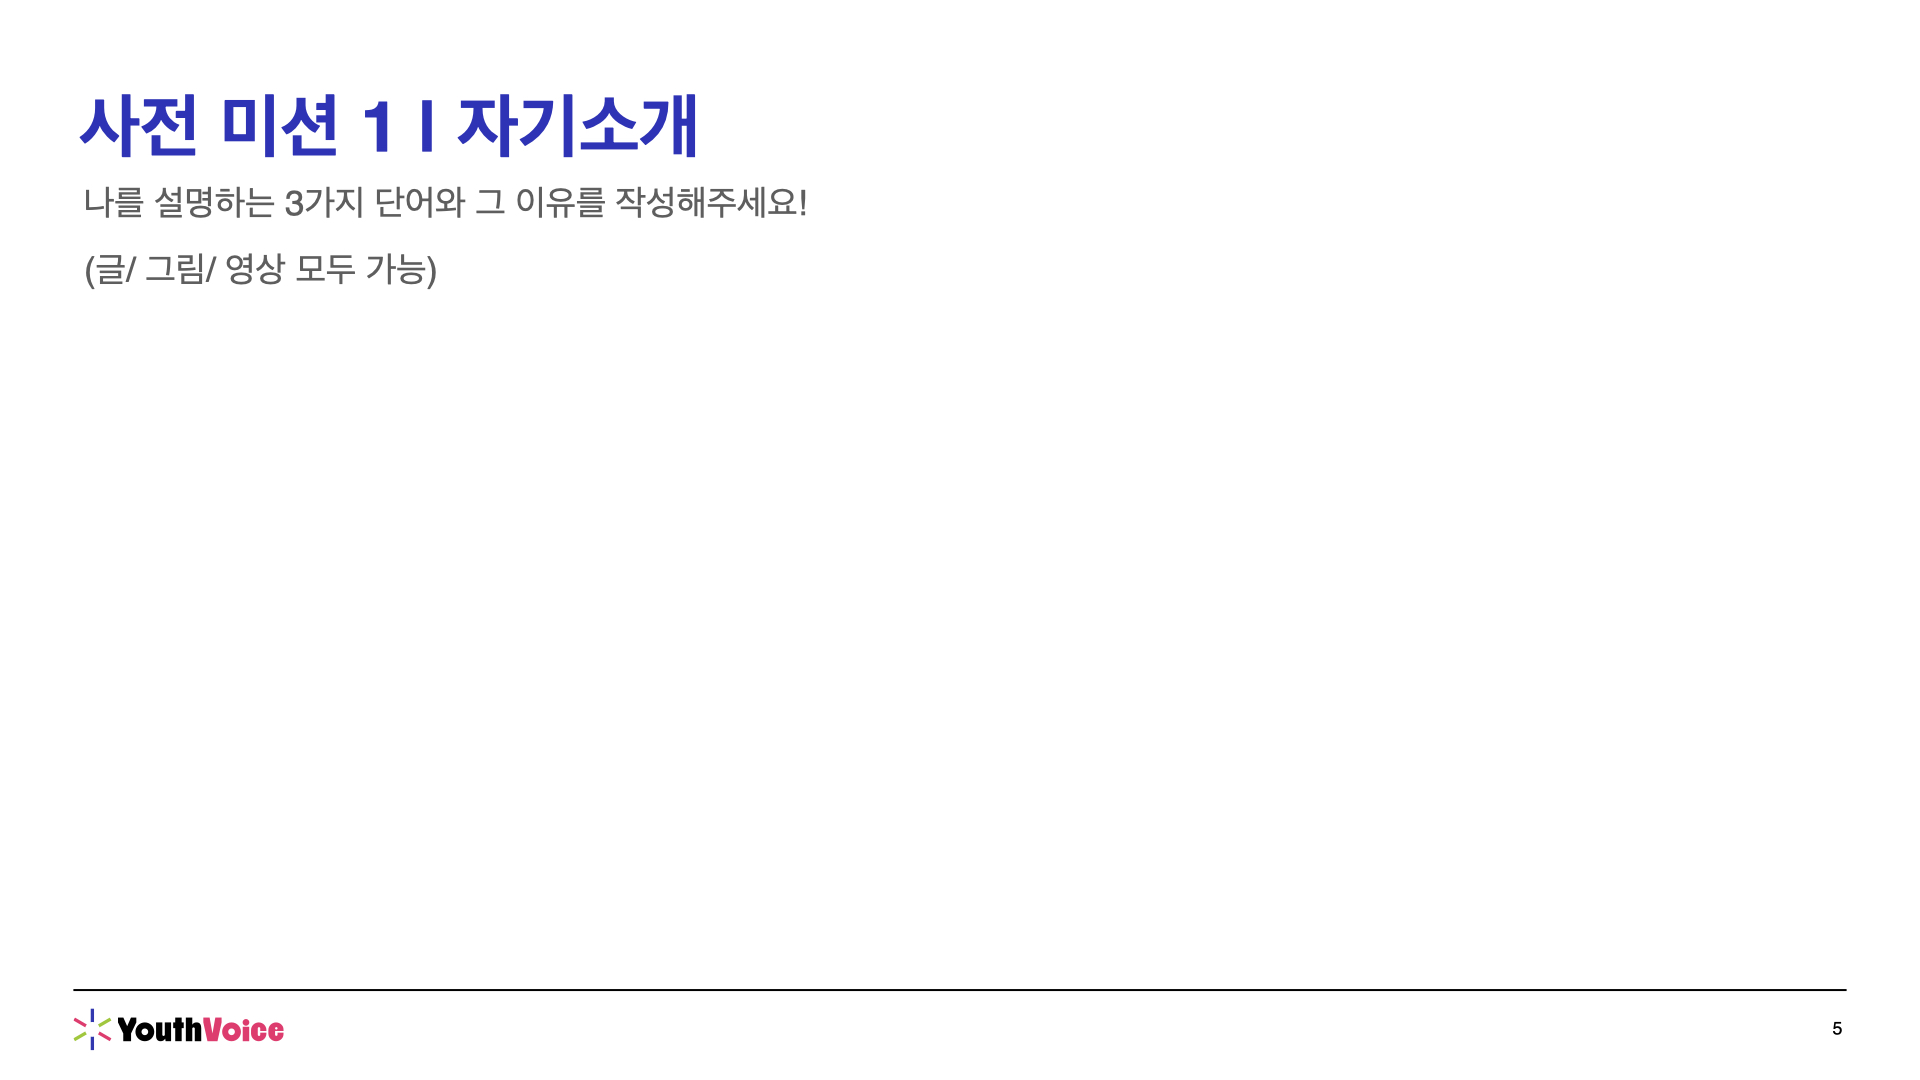 사전 미션 1 | 자기소개
나를 설명하는 3가지 단어와 그 이유를 작성해주세요!
(글/ 그림/ 영상 모두 가능)
YouthVoice
5